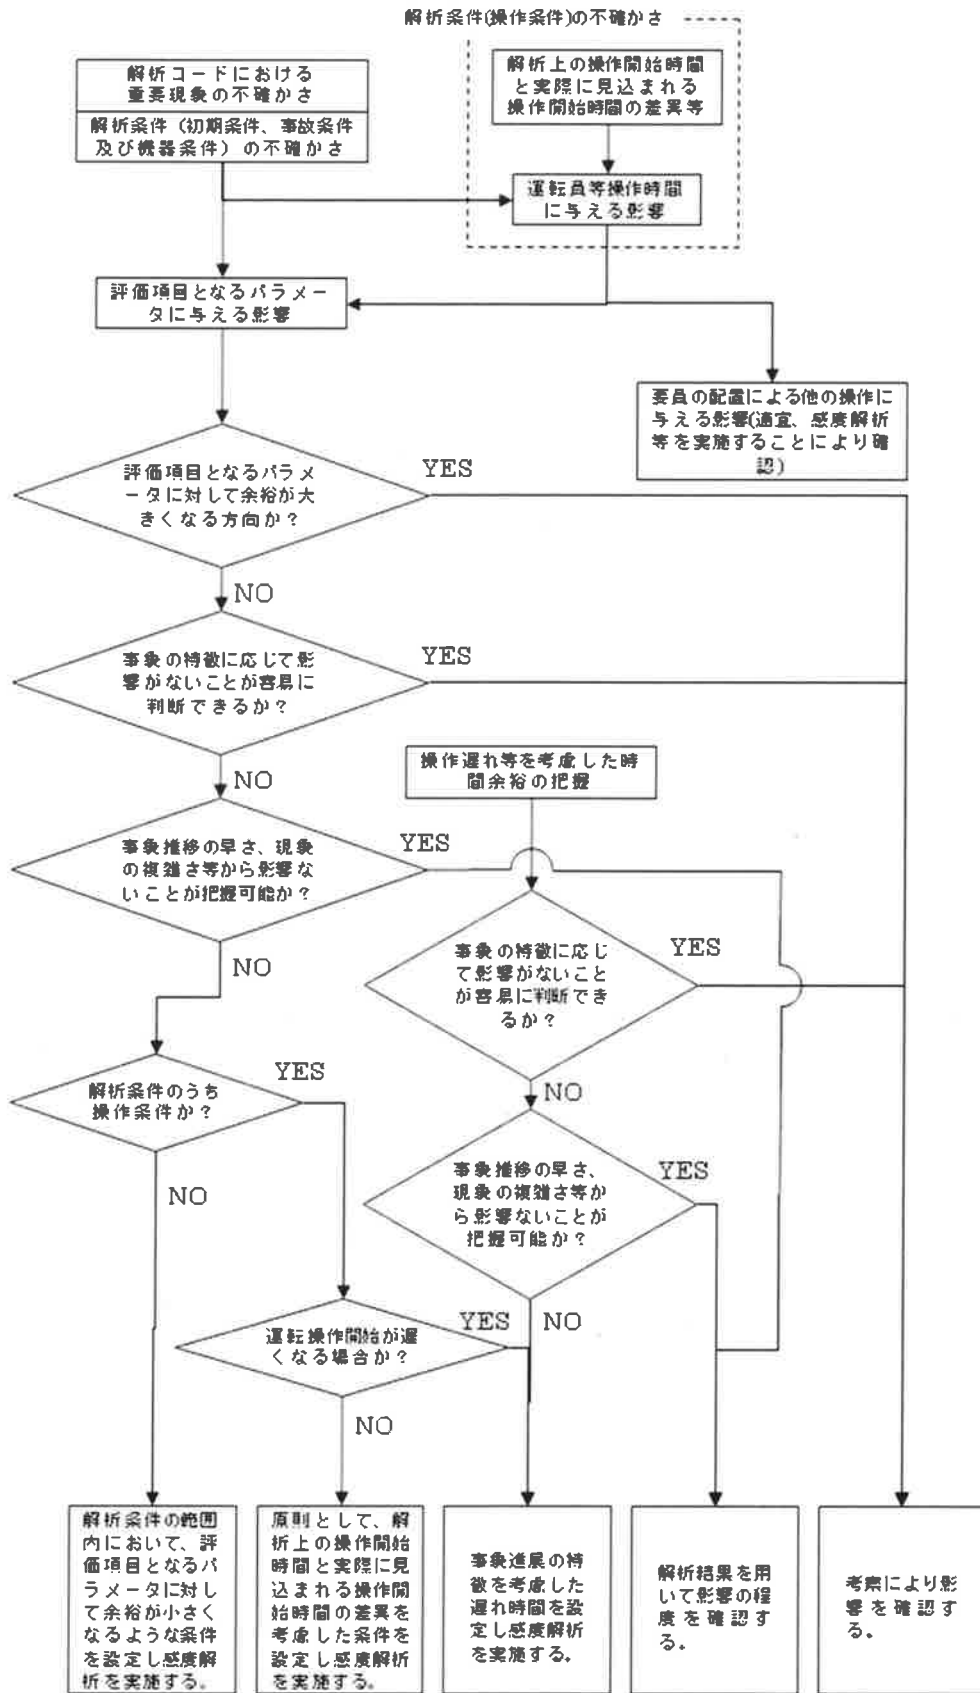 解析条件(操作条件)の不確かさ
解析コードにおける
重要現象の不確かさ
解析条件（初期条件、事故条件
及び機器条件）の不確かさ
解析上の操作開始時間
と実際に見込まれる
操作開始時間の差異等
運転員等操作時間
に与える影響
評価項目となるパラメー
タに与える影響
要員の配置による他の操作に
与える影響(適宜、感度解析
等を実施することにより確
認)
評価項目となるパラメ
ータに対して余裕が大
きくなる方向か？
YES
NO
事象の特徴に応じて影
響がないことが容易に
判断できるか？
YES
NO
操作遅れ等を考慮した時
間余裕の把握
事象推移の早さ、現象
の複雑さ等から影響な
いことが把握可能か？
YES
NO
事象の特徴に応じ
て影響がないこと
が容易に判断でき
るか？
YES
NO
解析条件のうち
操作条件か？
YES
NO
事象推移の早さ、
現象の複雑さ等か
ら影響ないことが
把握可能か？
YES
NO
運転操作開始が遅
くなる場合か？
YES
NO
解析条件の範囲
内において、評
価項目となるパ
ラメータに対し
て余裕が小さく
なるような条件
を設定し感度解
析を実施する。
原則として、解
析上の操作開始
時間と実際に見
込まれる操作開
始時間の差異を
考慮した条件を
設定し感度解析
を実施する。
事象進展の特
徴を考慮した
遅れ時間を設
定し感度解析
を実施する。
解析結果を用
いて影響の程
度を確認す
る。
考察により影
響を確認す
る。